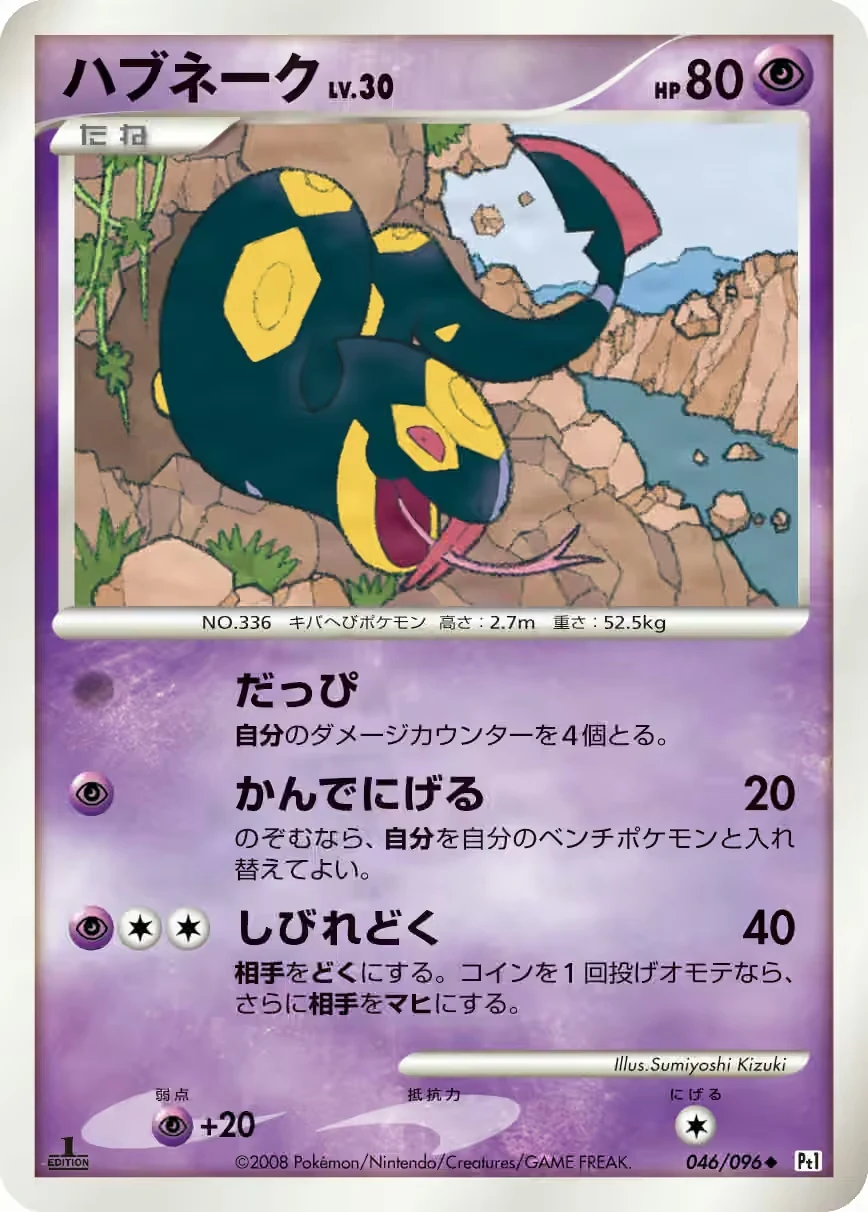 ハブネーク LV.30 HP 80
たね
NO.336 キバへびポケモン 高さ：2.7m 重さ：52.5kg
だっぴ
自分のダメージカウンターを4個とる。
かんでにげる 20
のぞむなら、自分を自分のベンチポケモンと入れ
替えてよい。
しびれどく 40
相手をどくにする。コインを1回投げオモテなら、
さらに相手をマヒにする。
Illus.Sumiyoshi Kizuki
弱点 抵抗力 にげる
+20
1 EDITION
©2008 Pokémon/Nintendo/Creatures/GAME FREAK.
046/096◆ Pt1